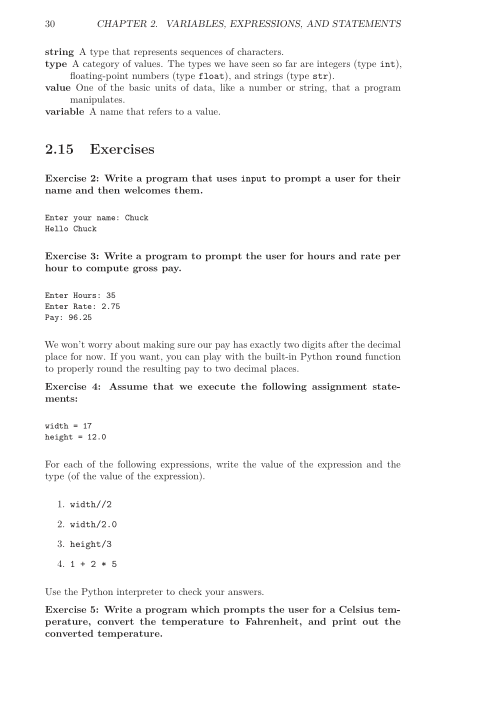 30 CHAPTER 2. VARIABLES, EXPRESSIONS, AND STATEMENTS
string A type that represents sequences of characters.
type A category of values. The types we have seen so far are integers (type int),
floating-point numbers (type float), and strings (type str).
value One of the basic units of data, like a number or string, that a program
manipulates.
variable A name that refers to a value.
2.15 Exercises
Exercise 2: Write a program that uses input to prompt a user for their
name and then welcomes them.
Enter your name: Chuck
Hello Chuck
Exercise 3: Write a program to prompt the user for hours and rate per
hour to compute gross pay.
Enter Hours: 35
Enter Rate: 2.75
Pay: 96.25
We won't worry about making sure our pay has exactly two digits after the decimal
place for now. If you want, you can play with the built-in Python round function
to properly round the resulting pay to two decimal places.
Exercise 4: Assume that we execute the following assignment state-
ments:
width = 17
height = 12.0
For each of the following expressions, write the value of the expression and the
type (of the value of the expression).
1. width//2
2. width/2.0
3. height/3
4. 1 + 2 * 5
Use the Python interpreter to check your answers.
Exercise 5: Write a program which prompts the user for a Celsius tem-
perature, convert the temperature to Fahrenheit, and print out the
converted temperature.